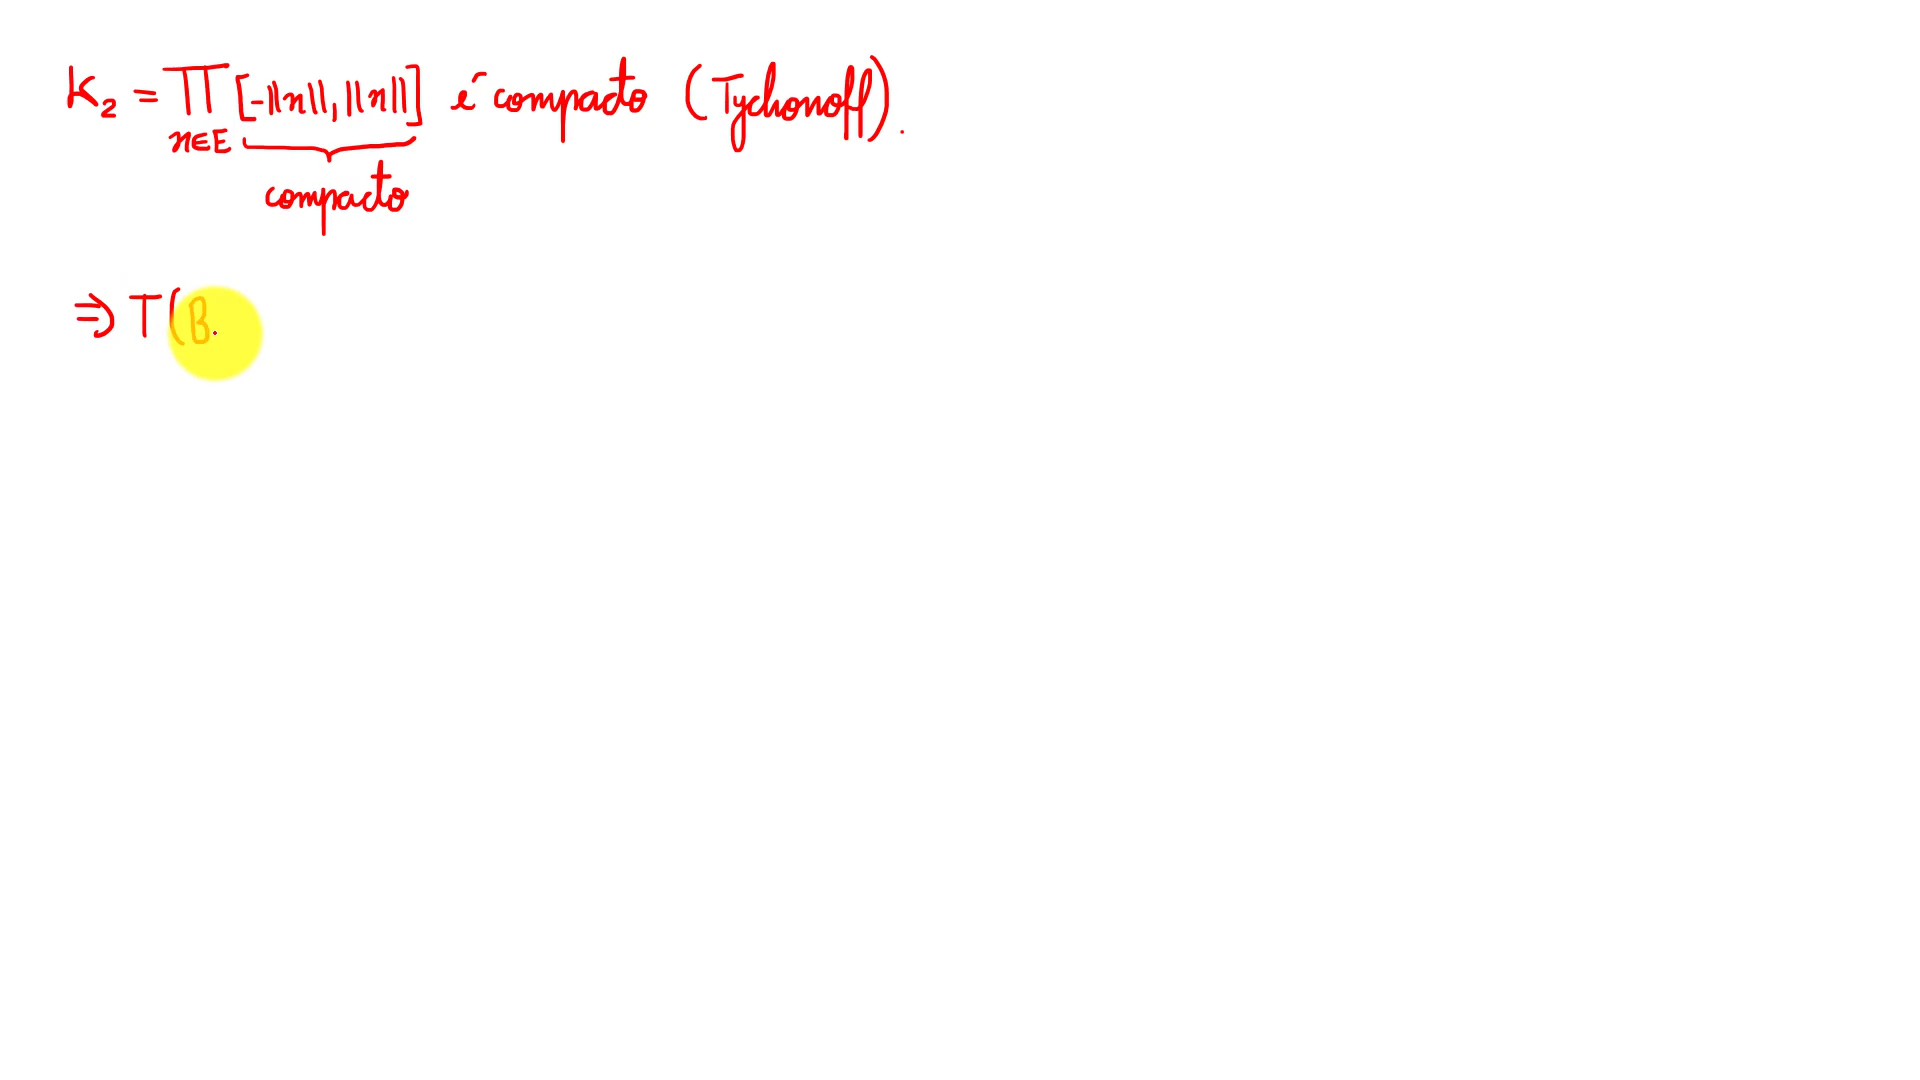 K₂ = ∏ [-||x||, ||x||] é compacto (Tychonoff).
x∈E
compacto
⇒ T(B